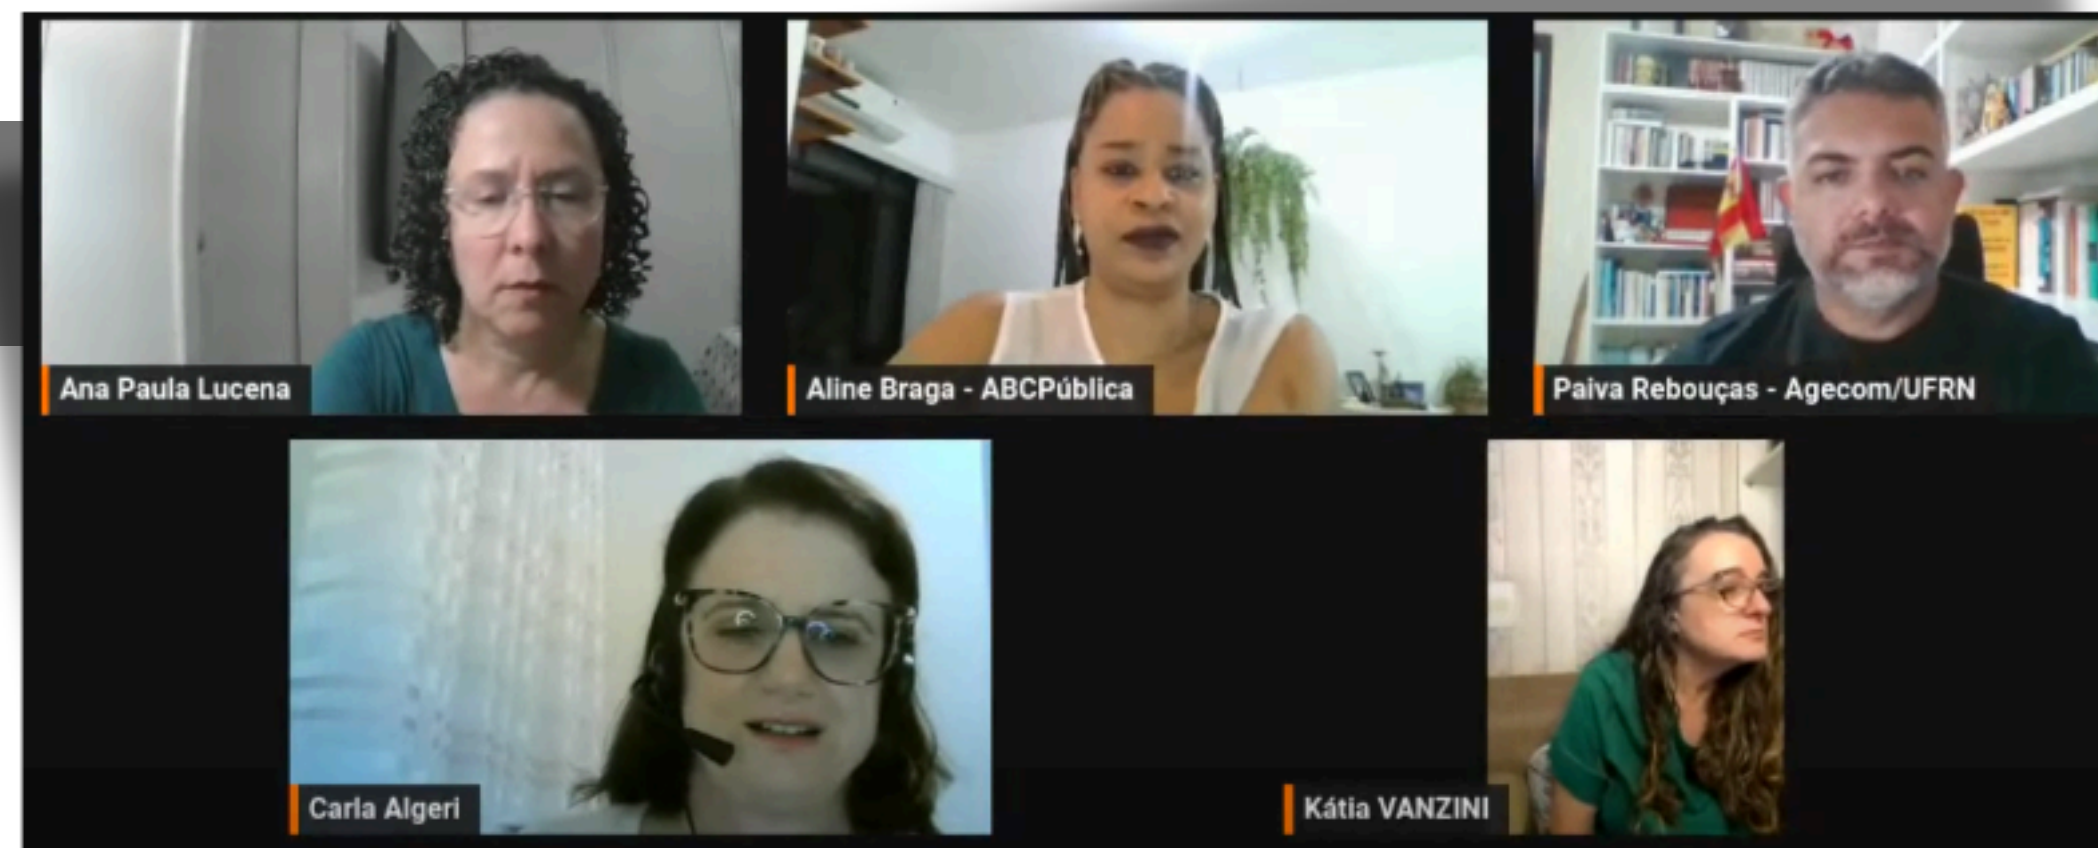 Ana Paula Lucena
Aline Braga - ABCPública
Paiva Rebouças - Agecom/UFRN
Carla Algeri
Kátia VANZINI